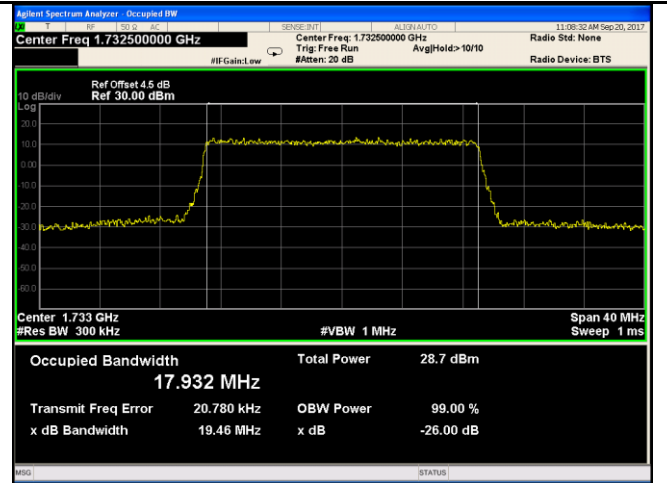 Agilent Spectrum Analyzer - Occupied BW
T RF 50 Ω AC SENSE:INT ALIGNAUTO 11:08:32 AM Sep 20, 2017
Center Freq 1.732500000 GHz Center Freq: 1.732500000 GHz Radio Std: None
Trig: Free Run Avg|Hold:> 10/10
#IFGain:Low #Atten: 20 dB Radio Device: BTS
Ref Offset 4.5 dB
10 dB/div Ref 30.00 dBm
Log
20.0
10.0
0.00
-10.0
-20.0
-30.0
-40.0
-50.0
-60.0
Center 1.733 GHz Span 40 MHz
#Res BW 300 kHz #VBW 1 MHz Sweep 1 ms
Occupied Bandwidth Total Power 28.7 dBm
17.932 MHz
Transmit Freq Error 20.780 kHz OBW Power 99.00 %
x dB Bandwidth 19.46 MHz x dB -26.00 dB
MSG STATUS